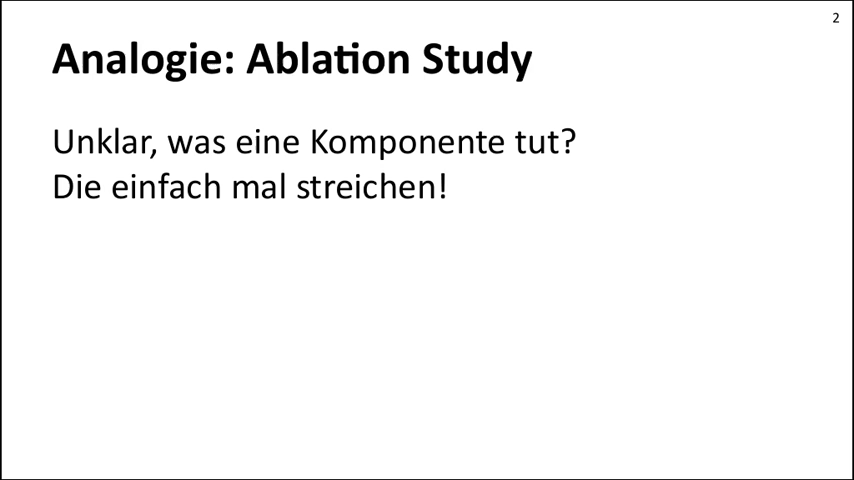 2
Analogie: Ablation Study
Unklar, was eine Komponente tut?
Die einfach mal streichen!